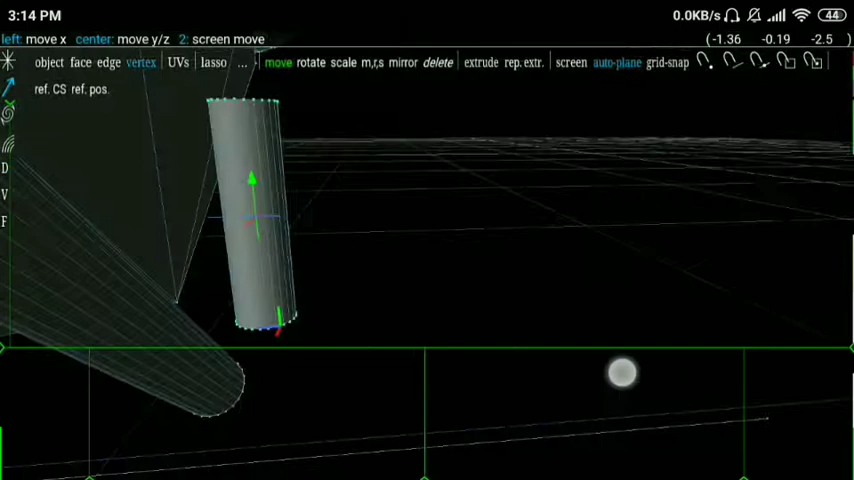 3:14 PM 0.0KB/s 44
left: move x center: move y/z 2: screen move (-1.36 -0.19 -2.5
object face edge vertex UVs lasso ... move rotate scale m,r,s mirror delete extrude rep.extr. screen auto-plane grid-snap
ref. CS ref. pos.
D
V
F